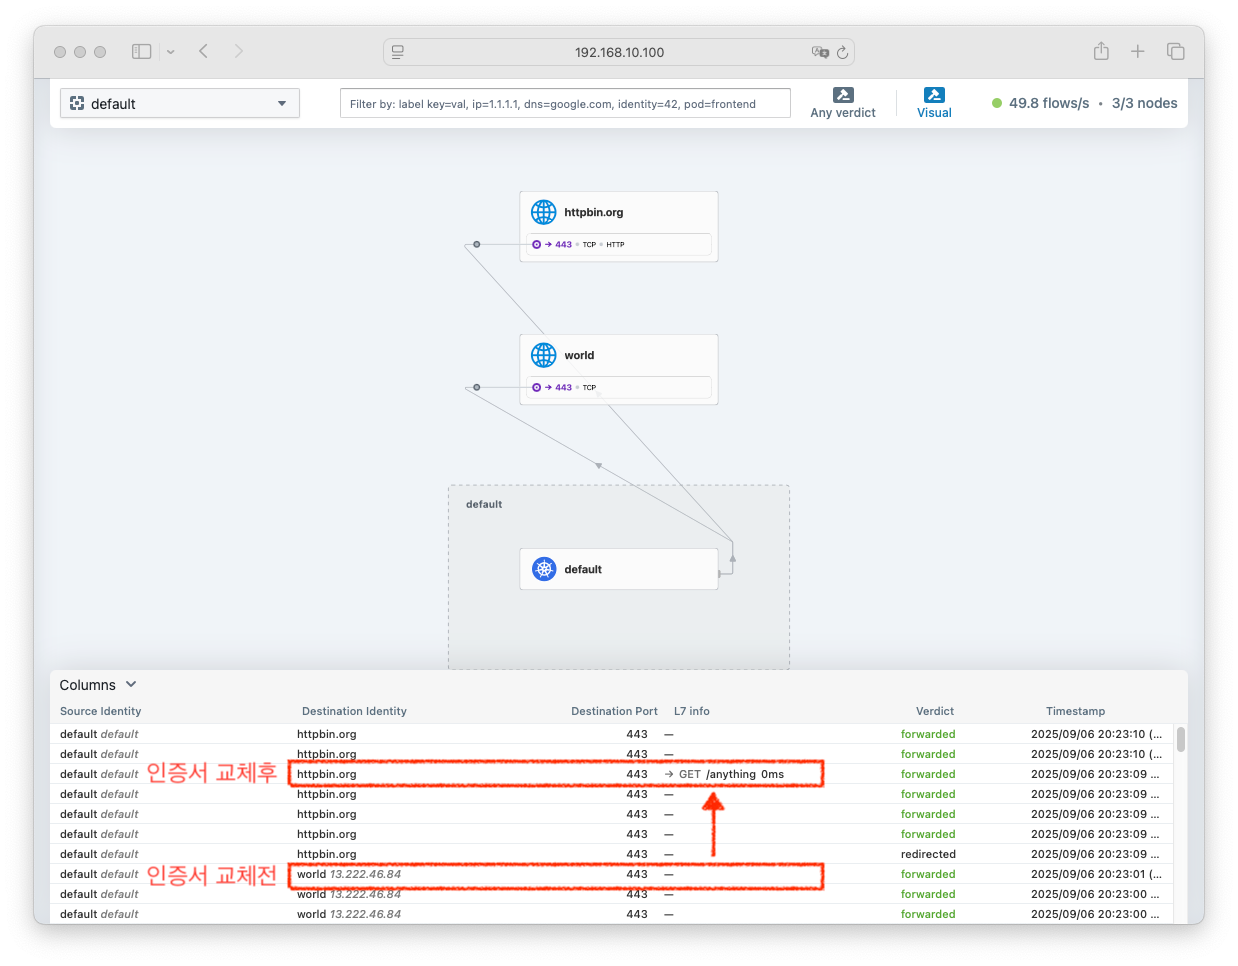 192.168.10.100
default
Filter by: label key=val, ip=1.1.1.1, dns=google.com, identity=42, pod=frontend
Any verdict
Visual
49.8 flows/s • 3/3 nodes
httpbin.org
443 TCP HTTP
world
443 TCP
default
default
Columns
Source Identity Destination Identity Destination Port L7 info Verdict Timestamp
default default httpbin.org 443 — forwarded 2025/09/06 20:23:10 (...
default default httpbin.org 443 — forwarded 2025/09/06 20:23:10 (...
default default 인증서 교체후 httpbin.org 443 → GET /anything 0ms forwarded 2025/09/06 20:23:09 ...
default default httpbin.org 443 — forwarded 2025/09/06 20:23:09 ...
default default httpbin.org 443 — forwarded 2025/09/06 20:23:09 ...
default default httpbin.org 443 — forwarded 2025/09/06 20:23:09 ...
default default httpbin.org 443 — redirected 2025/09/06 20:23:09 ...
default default 인증서 교체전 world 13.222.46.84 443 — forwarded 2025/09/06 20:23:01 (...
default default world 13.222.46.84 443 — forwarded 2025/09/06 20:23:00 ...
default default world 13.222.46.84 443 — forwarded 2025/09/06 20:23:00 ...